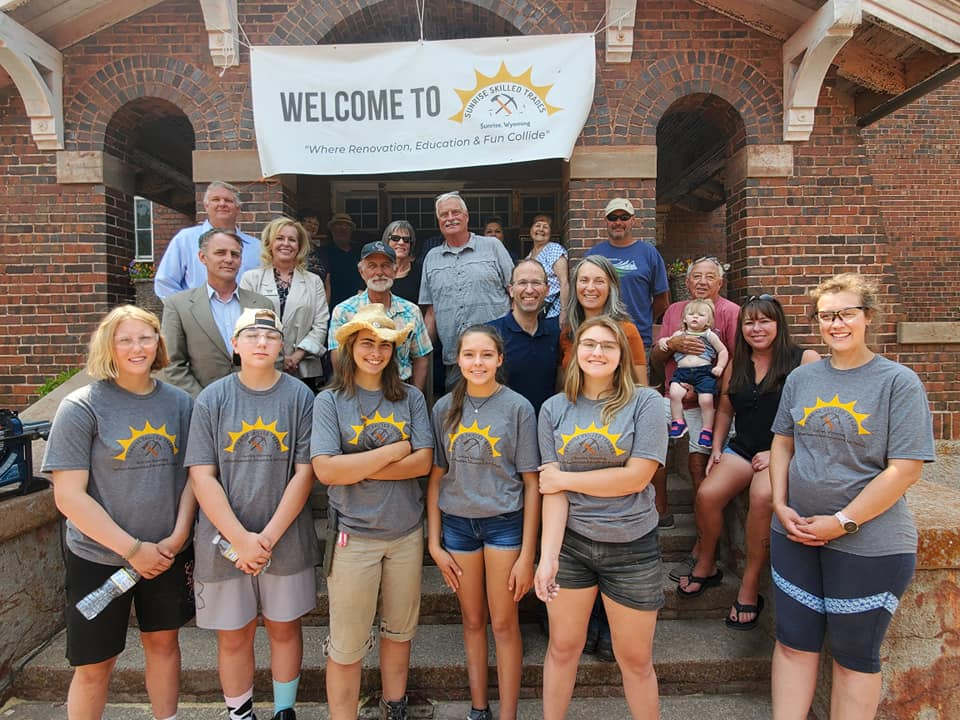 WELCOME TO
SUNRISE SKILLED TRADES
Sunrise, Wyoming
"Where Renovation, Education & Fun Collide"